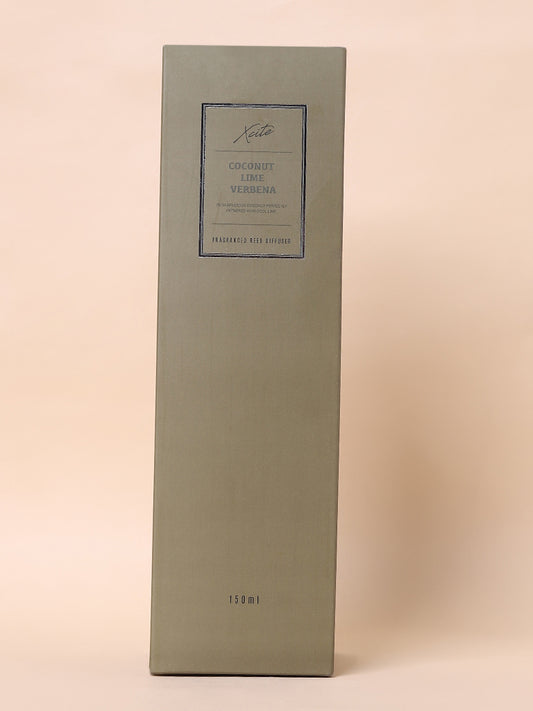 Xcite
COCONUT
LIME
VERBENA
FRAGRANCED REED DIFFUSER
150ml